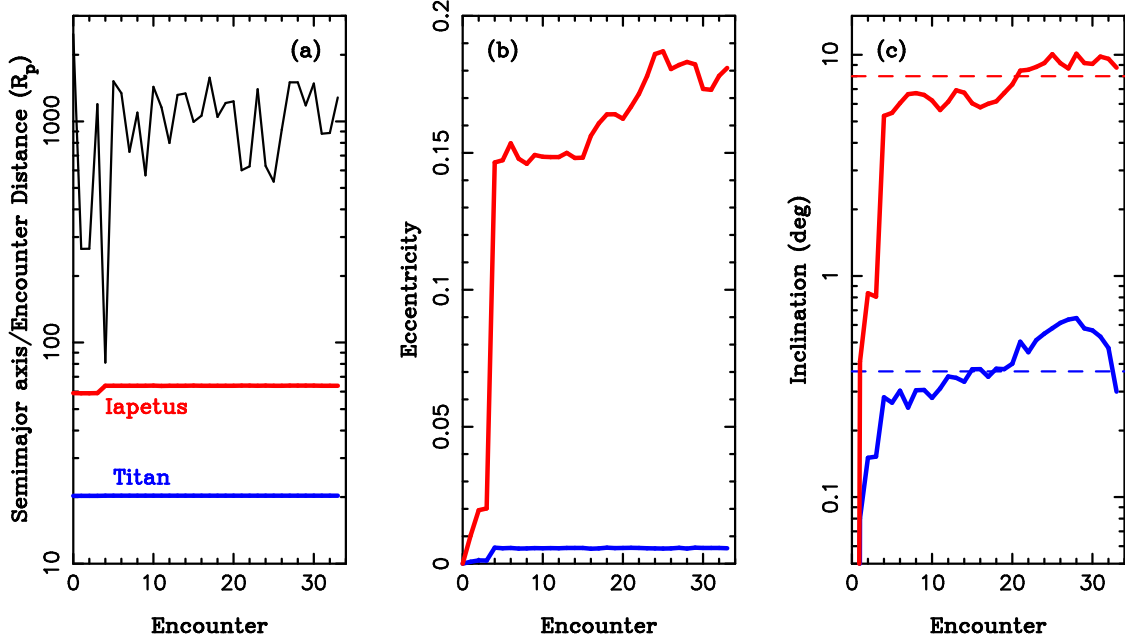 Semimajor axis/Encounter Distance (R_p)
10
100
1000
(a)
Iapetus
Titan
0
10
20
30
Encounter
Eccentricity
0
0.05
0.1
0.15
0.2
(b)
0
10
20
30
Encounter
Inclination (deg)
0.1
1
10
(c)
0
10
20
30
Encounter